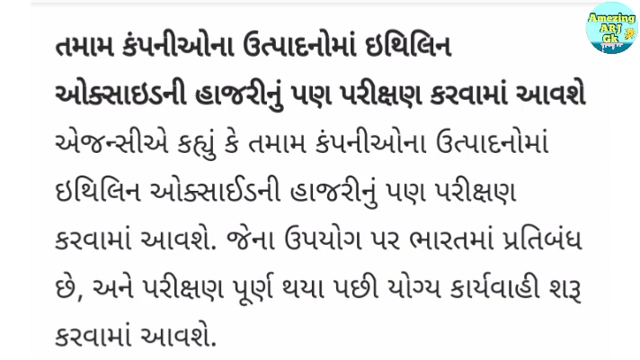 તમામ કંપનીઓના ઉત્પાદનોમાં ઇથિલિન
ઓક્સાઇડની હાજરીનું પણ પરીક્ષણ કરવામાં આવશે
એજન્સીએ કહ્યું કે તમામ કંપનીઓના ઉત્પાદનોમાં
ઇથિલિન ઓક્સાઈડની હાજરીનું પણ પરીક્ષણ
કરવામાં આવશે. જેના ઉપયોગ પર ભારતમાં પ્રતિબંધ
છે, અને પરીક્ષણ પૂર્ણ થયા પછી યોગ્ય કાર્યવાહી શરૂ
કરવામાં આવશે.
Amezing
ARJ
Gk